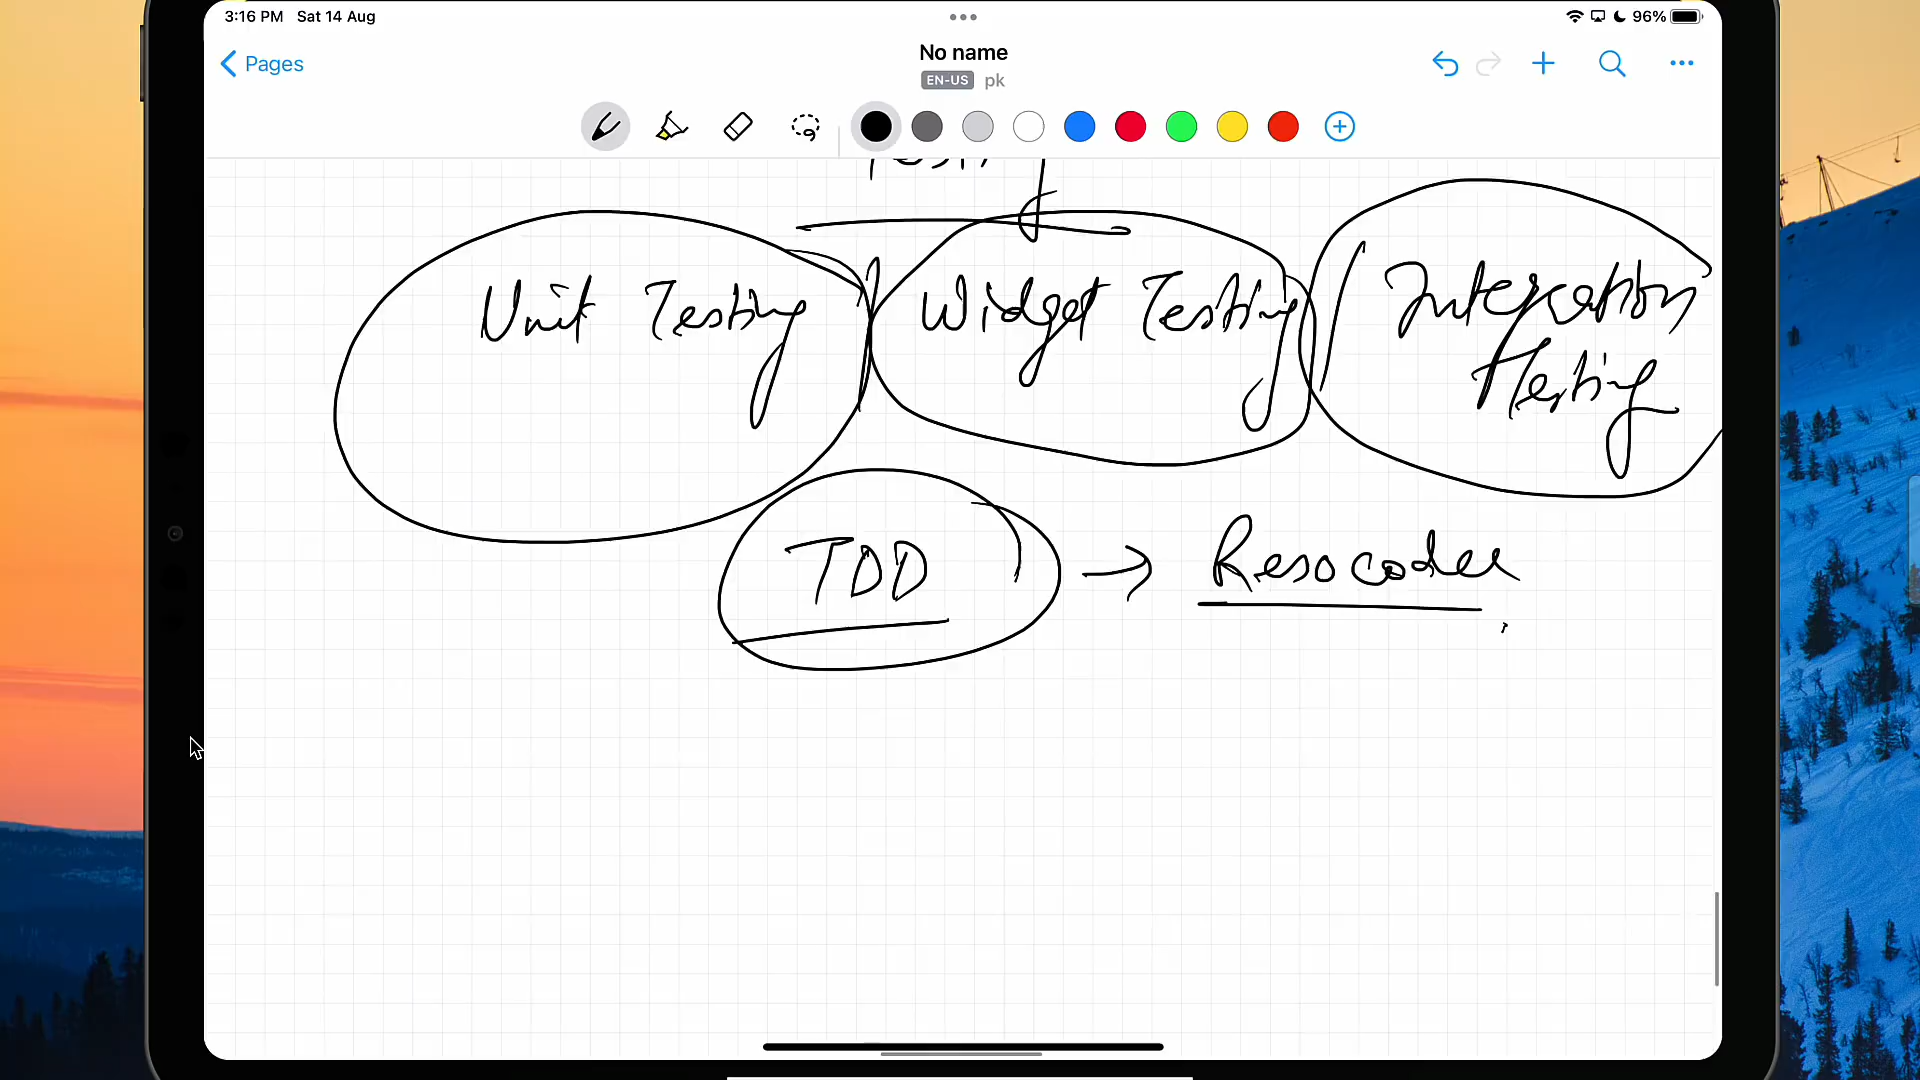 3:16 PM Sat 14 Aug
96%
Pages
No name
EN-US pk
Testing
Unit Testing
Widget Testing
Integration
Testing
TDD → Resocoder